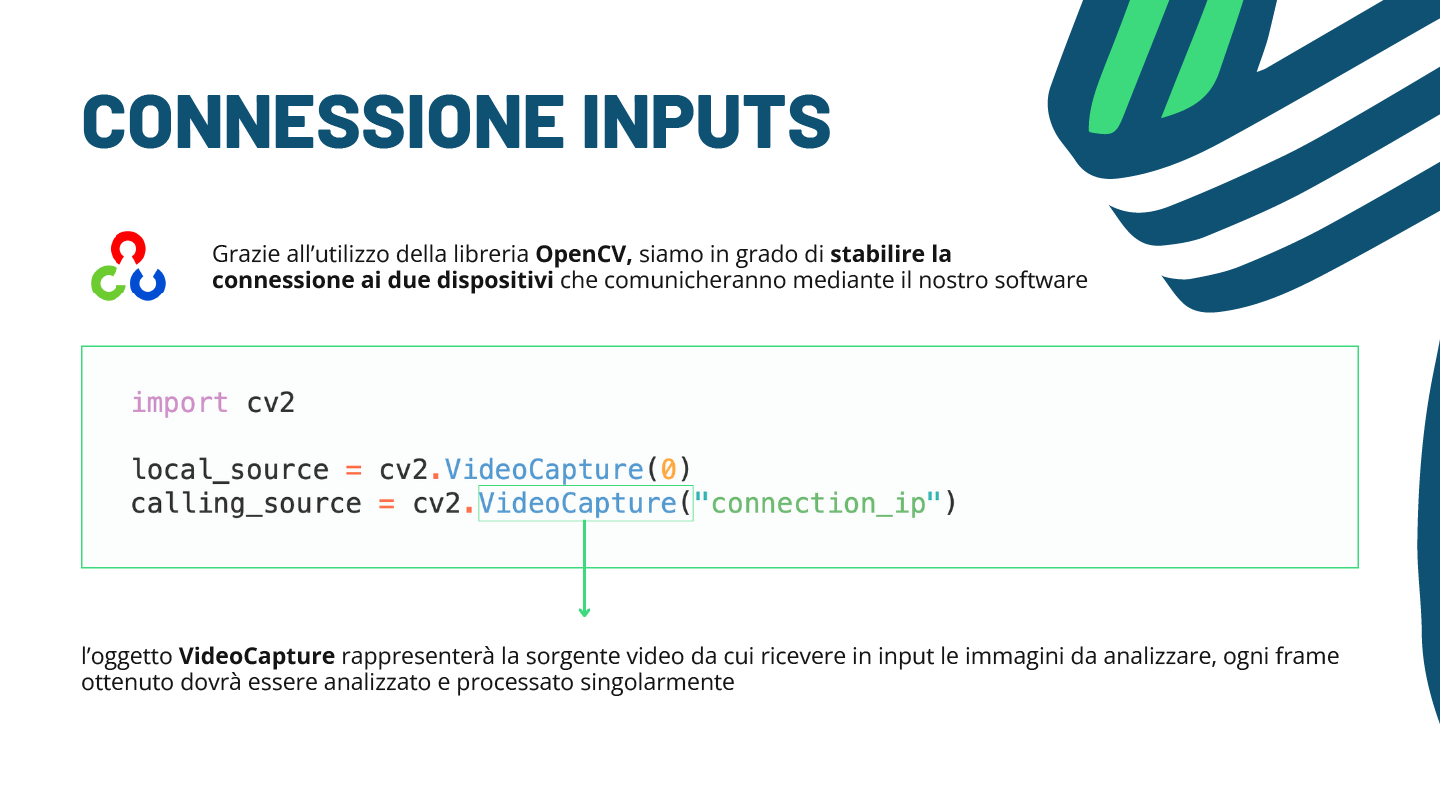 CONNESSIONE INPUTS
Grazie all’utilizzo della libreria OpenCV, siamo in grado di stabilire la
connessione ai due dispositivi che comunicheranno mediante il nostro software
import cv2
local_source = cv2.VideoCapture(0)
calling_source = cv2.VideoCapture("connection_ip")
l’oggetto VideoCapture rappresenterà la sorgente video da cui ricevere in input le immagini da analizzare, ogni frame
ottenuto dovrà essere analizzato e processato singolarmente